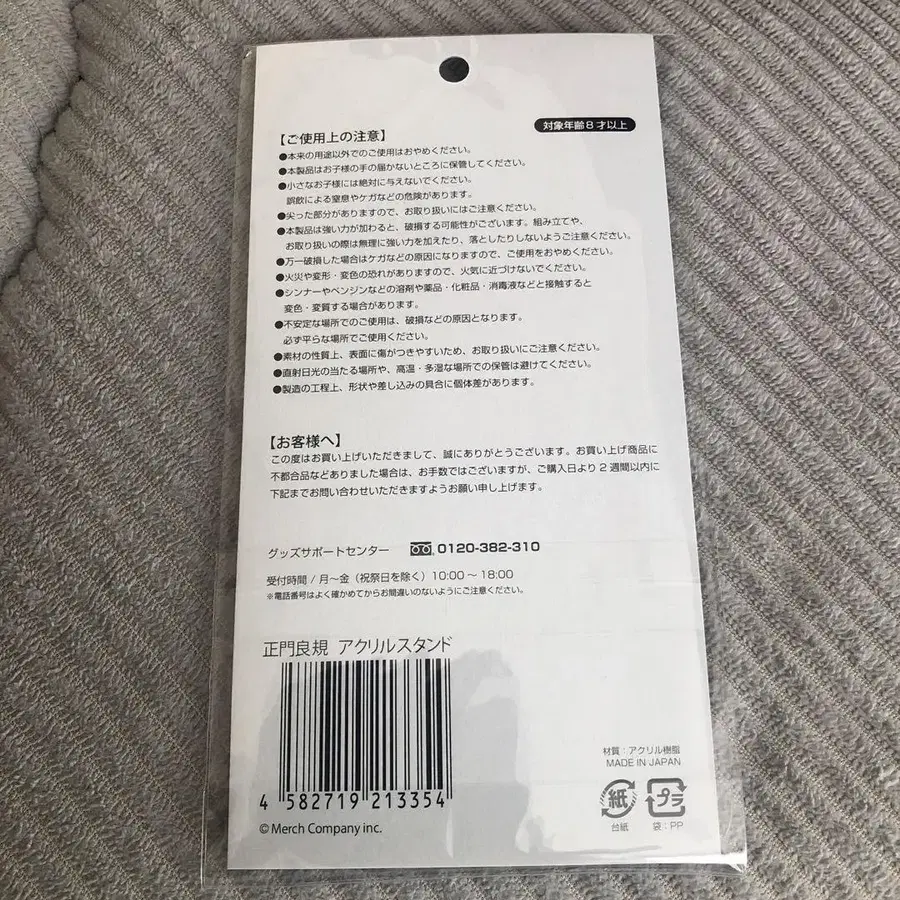 対象年齢8才以上
【ご使用上の注意】
●本来の用途以外でのご使用はおやめください。
●本製品はお子様の手の届かないところに保管してください。
●小さなお子様には絶対に与えないでください。
誤飲による窒息やケガなどの危険があります。
●尖った部分がありますので、お取り扱いにはご注意ください。
●本製品は強い力が加わると、破損する可能性がございます。組み立てや、
お取り扱いの際は無理に強い力を加えたり、落としたりしないようご注意ください。
●万一破損した場合はケガなどの原因になりますので、ご使用をおやめください。
●火災や変形・変色の恐れがありますので、火気に近づけないでください。
●シンナーやベンジンなどの溶剤や薬品・化粧品・消毒液などと接触すると
変色・変質する場合があります。
●不安定な場所でのご使用は、破損などの原因となります。
必ず平らな場所でご使用ください。
●素材の性質上、表面に傷がつきやすいため、お取り扱いにご注意ください。
●直射日光の当たる場所や、高温・多湿な場所での保管は避けてください。
●製造の工程上、形状や差し込みの具合に個体差があります。
【お客様へ】
この度はお買い上げいただきまして、誠にありがとうございます。お買い上げ商品に
不都合品などありました場合は、お手数ではございますが、ご購入日より2週間以内に
下記までお問い合わせいただきますようお願い申し上げます。
グッズサポートセンター 0120-382-310
受付時間 / 月～金（祝祭日を除く）10:00～18:00
※電話番号はよく確かめてからお間違いのないようにご注意ください。
正門良規 アクリルスタンド
4 582719 213354
© Merch Company inc.
材質：アクリル樹脂
MADE IN JAPAN
紙 プラ
台紙 袋：PP